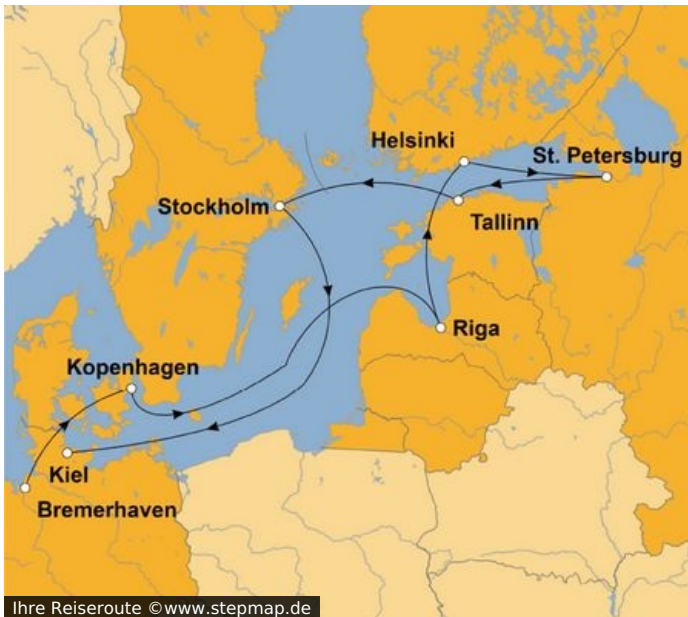 Helsinki
St. Petersburg
Stockholm
Tallinn
Riga
Kopenhagen
Kiel
Bremerhaven
Ihre Reiseroute ©www.stepmap.de